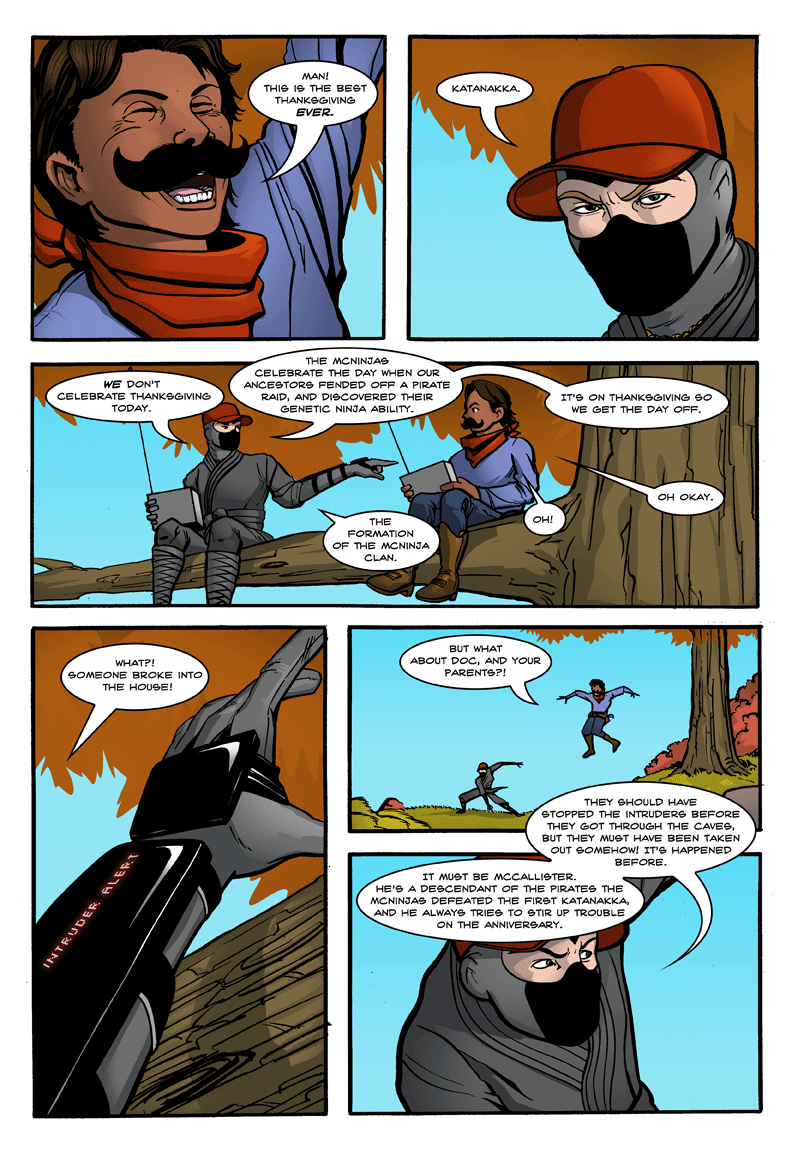 MAN!
THIS IS THE BEST
THANKSGIVING
EVER.
KATANAKKA.
WE DON'T
CELEBRATE THANKSGIVING
TODAY.
THE MCNINJAS
CELEBRATE THE DAY WHEN OUR
ANCESTORS FENDED OFF A PIRATE
RAID, AND DISCOVERED THEIR
GENETIC NINJA ABILITY.
IT'S ON THANKSGIVING SO
WE GET THE DAY OFF.
OH!
THE
FORMATION
OF THE MCNINJA
CLAN.
OH OKAY.
WHAT?!
SOMEONE BROKE INTO
THE HOUSE!
INTRUDER ALERT
BUT WHAT
ABOUT DOC, AND YOUR
PARENTS?!
THEY SHOULD HAVE
STOPPED THE INTRUDERS BEFORE
THEY GOT THROUGH THE CAVES,
BUT THEY MUST HAVE BEEN TAKEN
OUT SOMEHOW! IT'S HAPPENED
BEFORE.
IT MUST BE MCCALLISTER.
HE'S A DESCENDANT OF THE PIRATES THE
MCNINJAS DEFEATED THE FIRST KATANAKKA,
AND HE ALWAYS TRIES TO STIR UP TROUBLE
ON THE ANNIVERSARY.